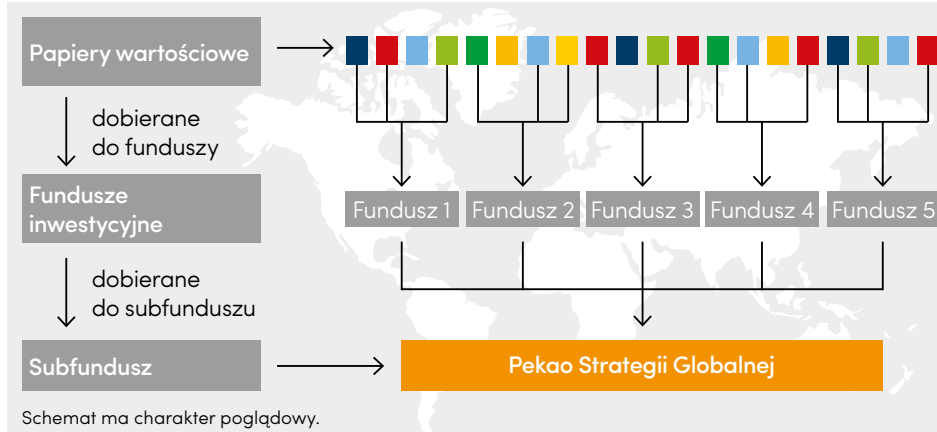 Papiery wartościowe
dobierane
do funduszy
Fundusze
inwestycyjne
Fundusz 1
Fundusz 2
Fundusz 3
Fundusz 4
Fundusz 5
dobierane
do subfunduszu
Subfundusz
Pekao Strategii Globalnej
Schemat ma charakter poglądowy.